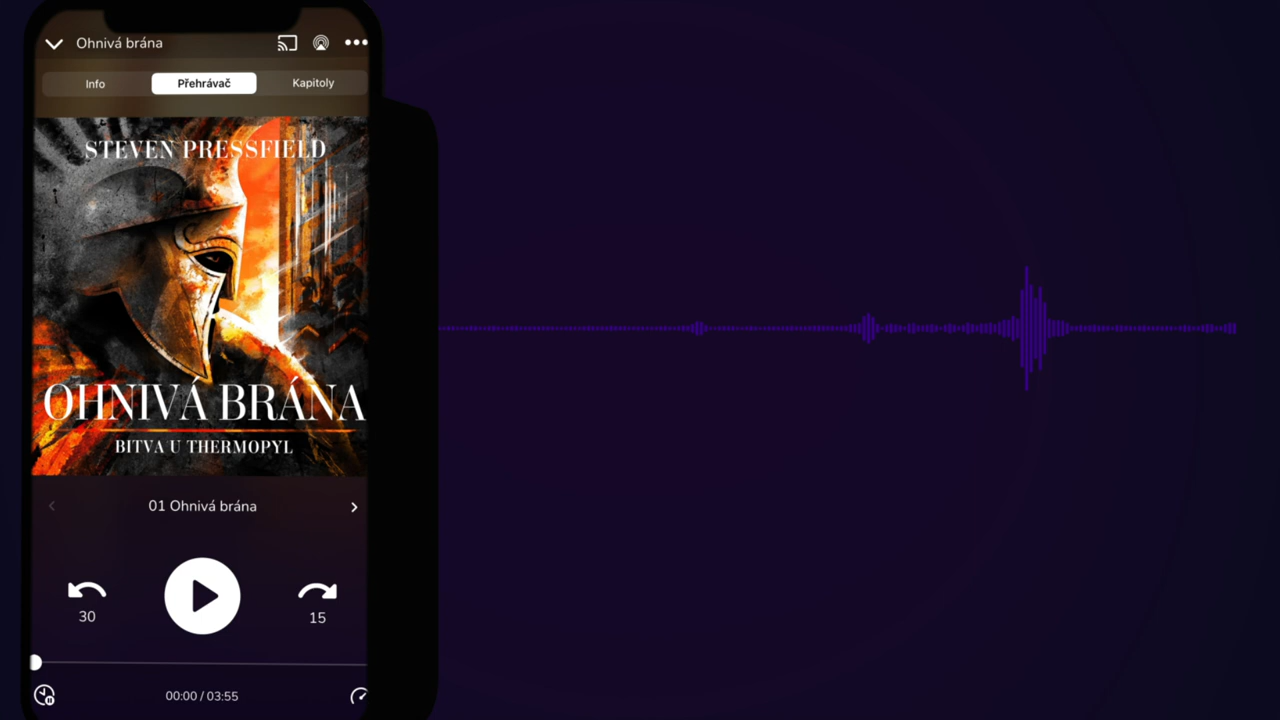 Ohnivá brána
Info
Přehrávač
Kapitoly
STEVEN PRESSFIELD
OHNIVÁ BRÁNA
BITVA U THERMOPYL
01 Ohnivá brána
30
15
00:00 / 03:55